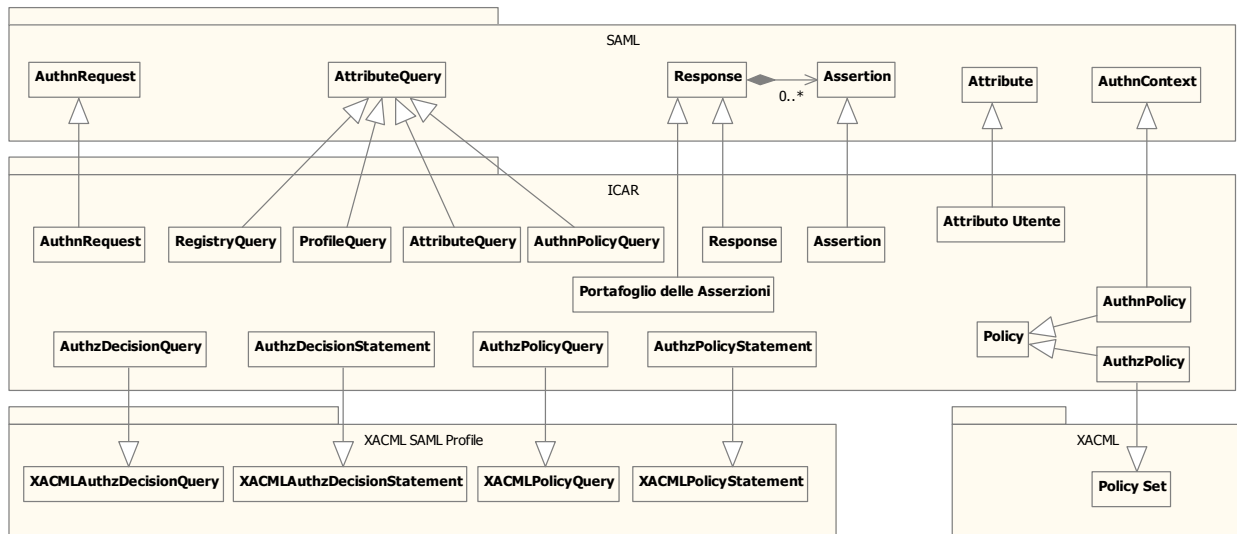 SAML
AuthnRequest
AttributeQuery
Response
0..*
Assertion
Attribute
AuthnContext
ICAR
AuthnRequest
RegistryQuery
ProfileQuery
AttributeQuery
AuthnPolicyQuery
Response
Assertion
Attributo Utente
Portafoglio delle Asserzioni
AuthnPolicy
Policy
AuthzPolicy
AuthzDecisionQuery
AuthzDecisionStatement
AuthzPolicyQuery
AuthzPolicyStatement
XACML SAML Profile
XACMLAuthzDecisionQuery
XACMLAuthzDecisionStatement
XACMLPolicyQuery
XACMLPolicyStatement
XACML
Policy Set